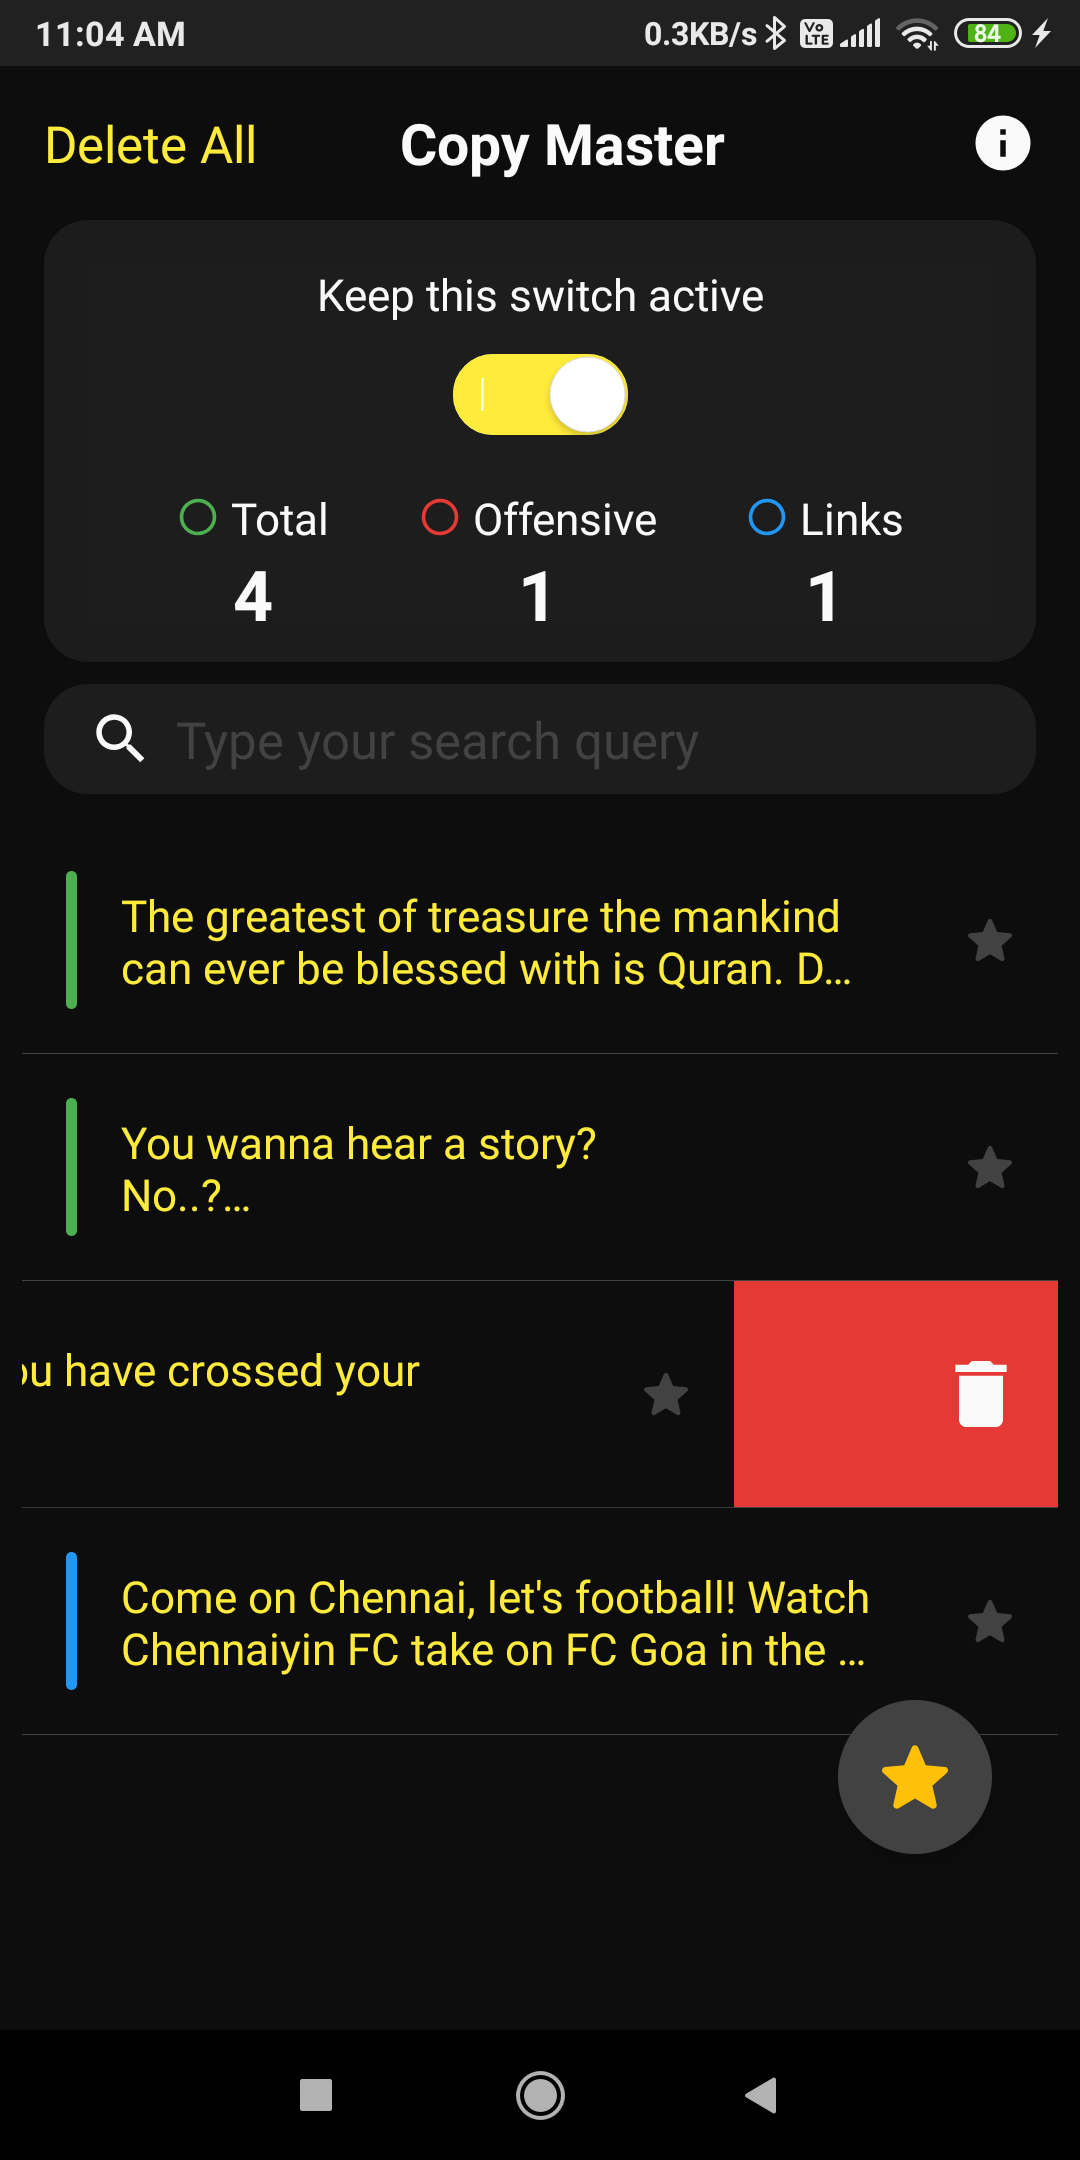 11:04 AM
0.3KB/s
Vo
LTE
84
Delete All
Copy Master
Keep this switch active
Total
Offensive
Links
4
1
1
Type your search query
The greatest of treasure the mankind
can ever be blessed with is Quran. D...
You wanna hear a story?
No..?...
have crossed your
Come on Chennai, let's football! Watch
Chennaiyin FC take on FC Goa in the ...